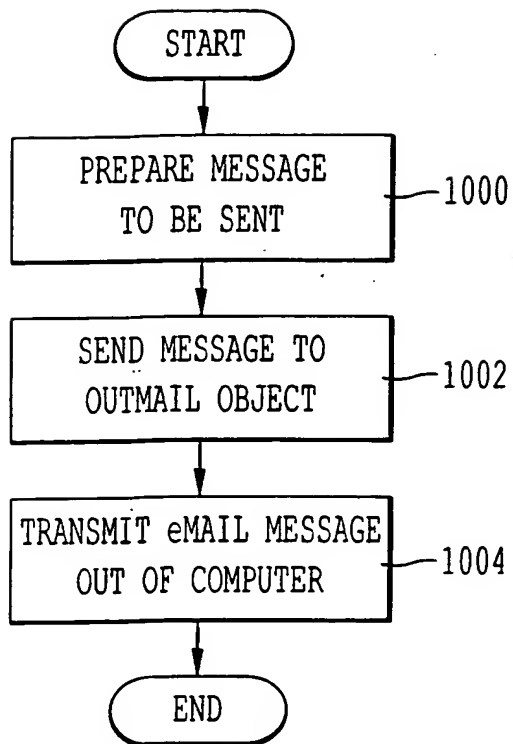 START
PREPARE MESSAGE
TO BE SENT
1000
SEND MESSAGE TO
OUTMAIL OBJECT
1002
TRANSMIT eMAIL MESSAGE
OUT OF COMPUTER
1004
END